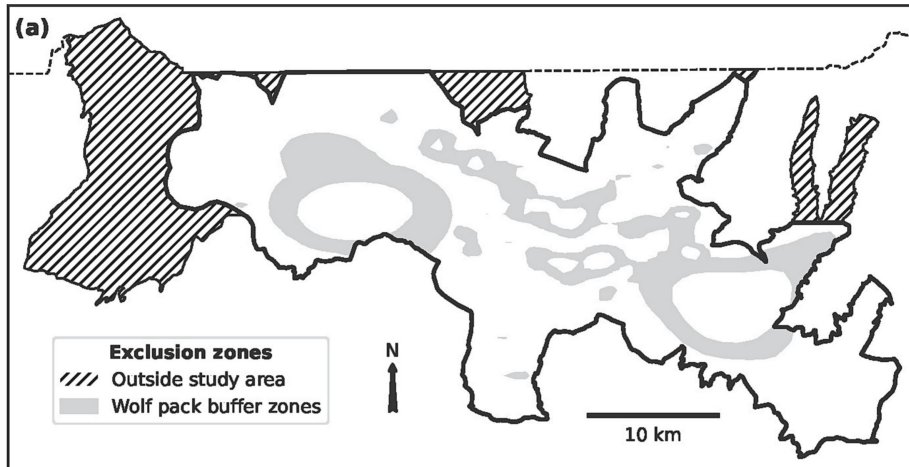 (a)
Exclusion zones
Outside study area
Wolf pack buffer zones
N
10 km